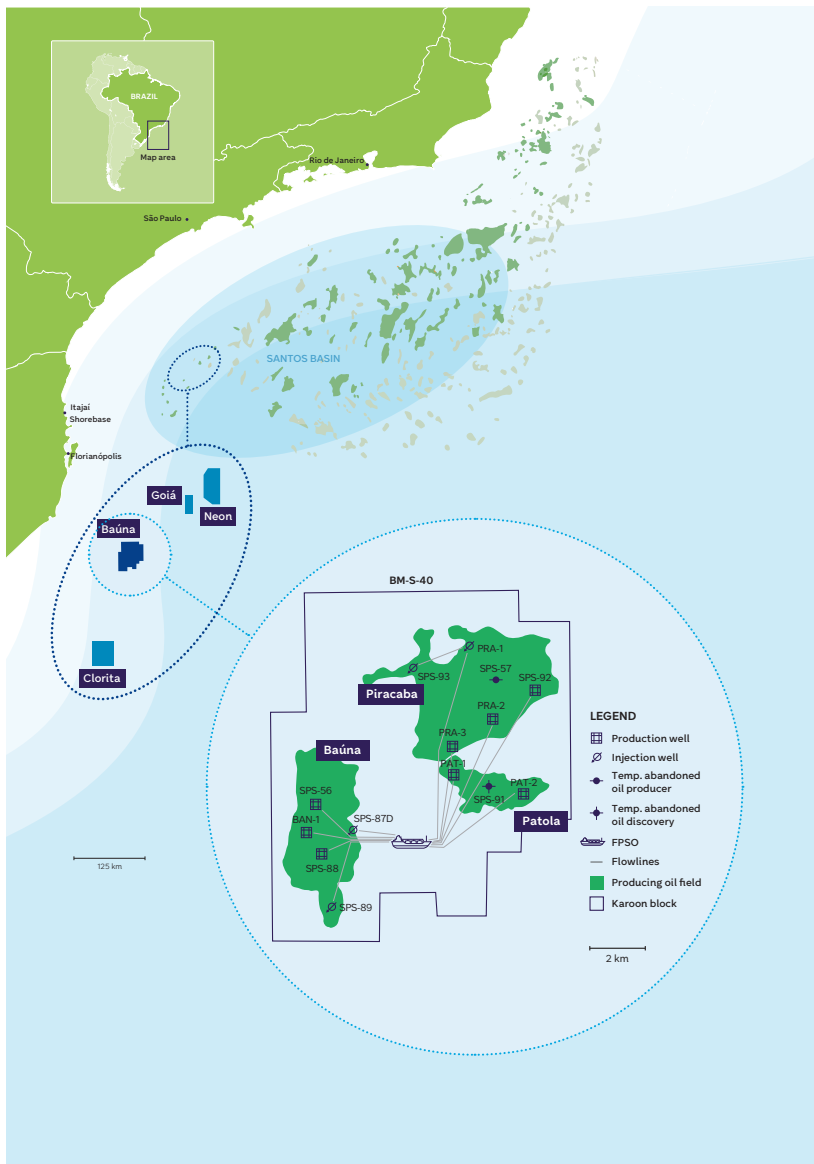 BRAZIL
Map area
Rio de Janeiro
São Paulo
SANTOS BASIN
Itajaí
Shorebase
Florianópolis
Goiá
Neon
Baúna
Clorita
BM-S-40
PRA-1
SPS-93
SPS-57
SPS-92
Piracaba
PRA-2
PRA-3
Baúna
PAT-1
PAT-2
SPS-91
SPS-56
BAN-1
SPS-87D
Patola
SPS-88
SPS-89
125 km
LEGEND
Production well
Injection well
Temp. abandoned
oil producer
Temp. abandoned
oil discovery
FPSO
Flowlines
Producing oil field
Karoon block
2 km